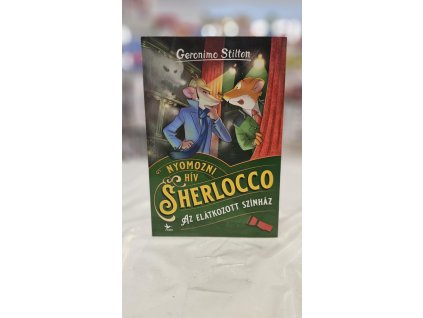 Geronimo Stilton
NYOMOZNI
HÍV
SHERLOCCO
AZ ELÁTKOZOTT SZÍNHÁZ